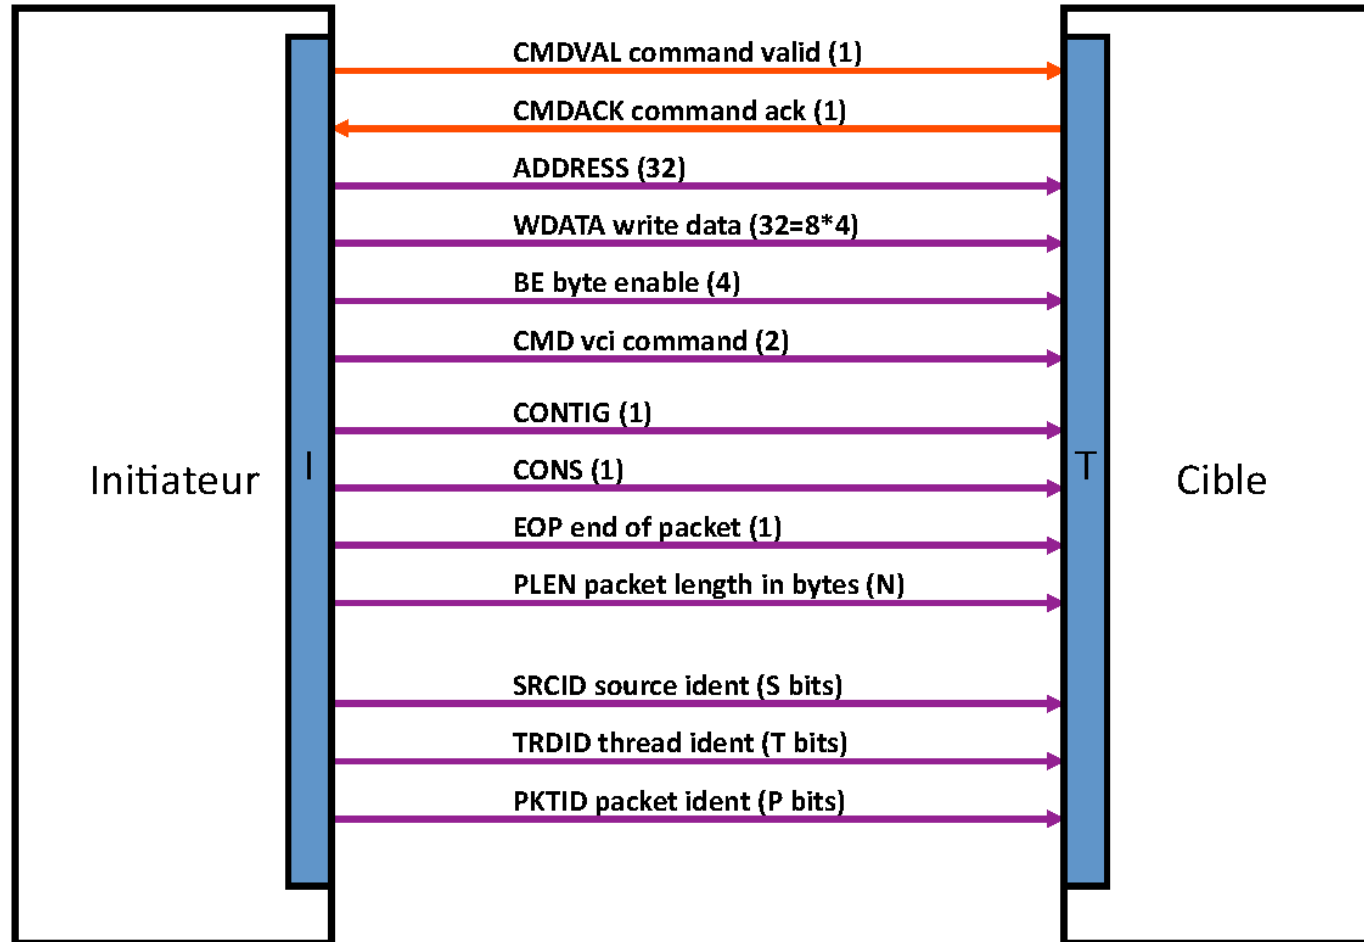 CMDVAL command valid (1)
CMDACK command ack (1)
ADDRESS (32)
WDATA write data (32=8*4)
BE byte enable (4)
CMD vci command (2)
CONTIG (1)
Initiateur
I
CONS (1)
T
Cible
EOP end of packet (1)
PLEN packet length in bytes (N)
SRCID source ident (S bits)
TRDID thread ident (T bits)
PKTID packet ident (P bits)